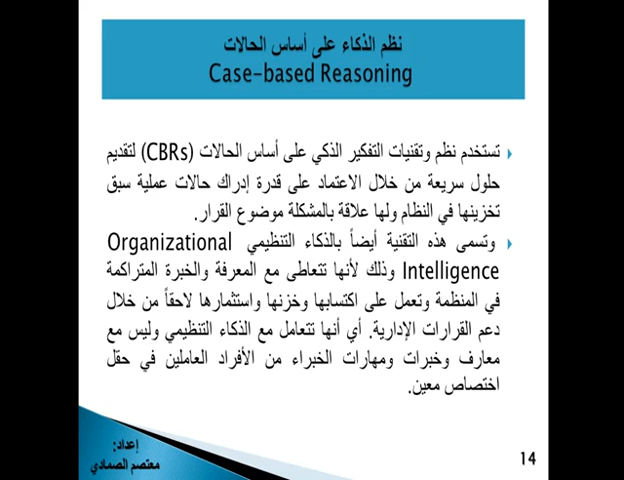 نظم الذكاء على أساس الحالات
Case-based Reasoning
تستخدم نظم وتقنيات التفكير الذكي على أساس الحالات (CBRs) لتقديم
حلول سريعة من خلال الاعتماد على قدرة إدراك حالات عملية سبق
تخزينها في النظام ولها علاقة بالمشكلة موضوع القرار.
وتسمى هذه التقنية أيضاً بالذكاء التنظيمي Organizational
Intelligence وذلك لأنها تتعاطى مع المعرفة والخبرة المتراكمة
في المنظمة وتعمل على اكتسابها وخزنها واستثمارها لاحقاً من خلال
دعم القرارات الإدارية. أي أنها تتعامل مع الذكاء التنظيمي وليس مع
معارف وخبرات ومهارات الخبراء من الأفراد العاملين في حقل
اختصاص معين.
إعداد:
معتصم الصمادي
14